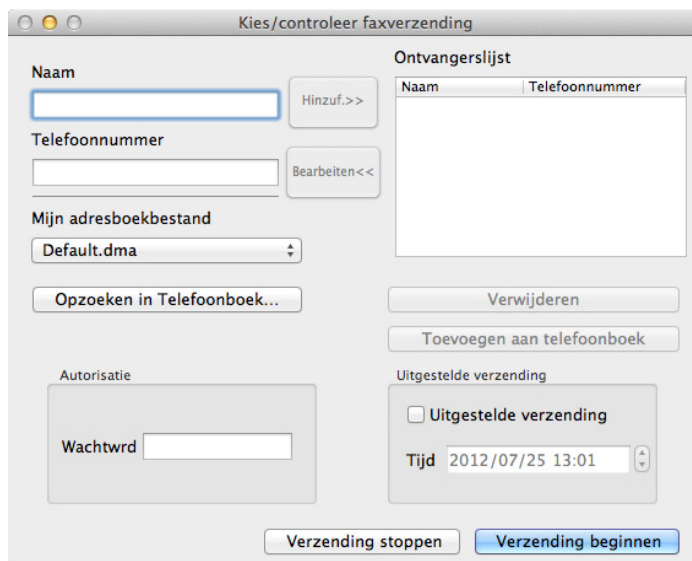 Kies/controleer faxverzending
Naam
Hinzuf.>>
Telefoonnummer
Bearbeiten<<
Mijn adresboekbestand
Default.dma
Opzoeken in Telefoonboek...
Ontvangerslijst
Naam Telefoonnummer
Verwijderen
Toevoegen aan telefoonboek
Autorisatie
Wachtwrd
Uitgestelde verzending
Uitgestelde verzending
Tijd 2012/07/25 13:01
Verzending stoppen Verzending beginnen